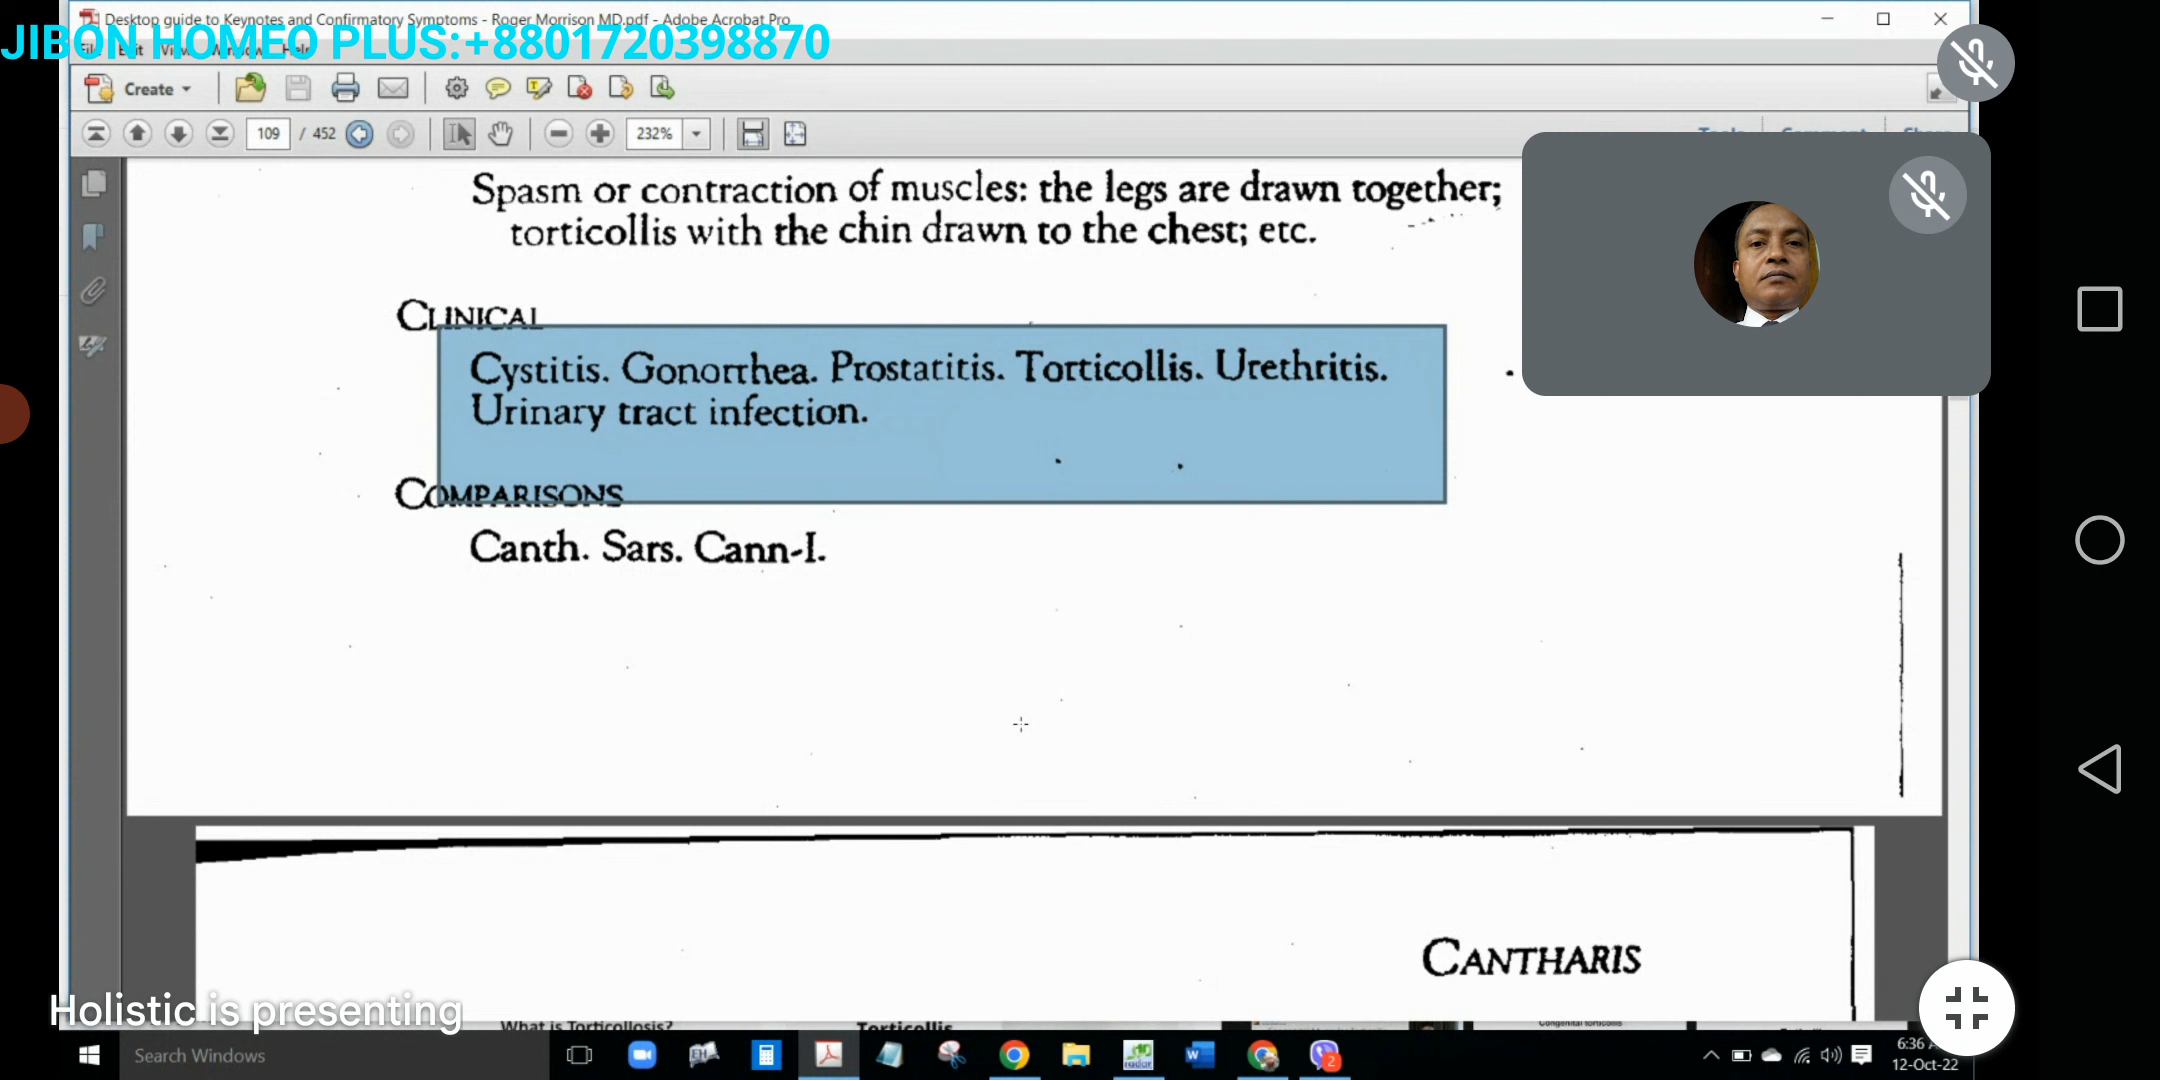 Desktop guide to Keynotes and Confirmatory Symptoms - Roger Morrison MD.pdf - Adobe Acrobat Pro
JIBON HOMEO PLUS:+8801720398870
Create
109 / 452
232%
Spasm or contraction of muscles: the legs are drawn together;
torticollis with the chin drawn to the chest; etc.
CLINICAL
Cystitis. Gonorrhea. Prostatitis. Torticollis. Urethritis.
Urinary tract infection.
COMPARISONS
Canth. Sars. Cann-I.
CANTHARIS
Holistic is presenting
What is Torticollosis?
Torticollis
Congenital torticollis
Search Windows
2
6:36
12-Oct-22